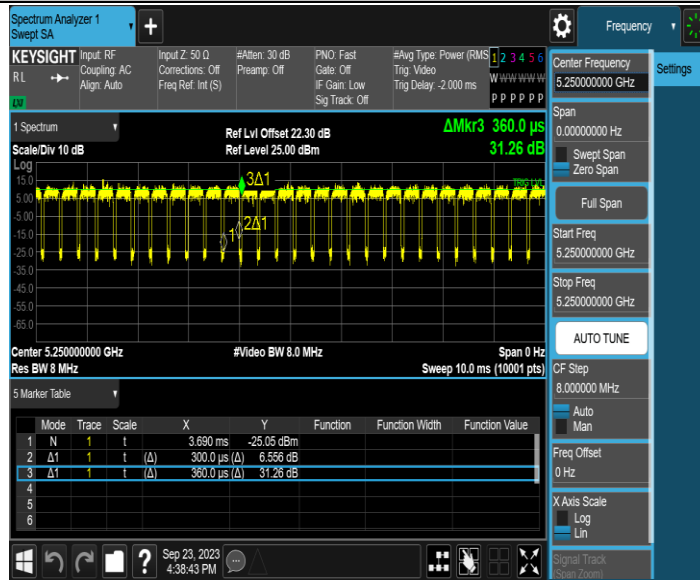 Spectrum Analyzer 1
Swept SA
+
Frequency
KEYSIGHT
RL
LXI
Input: RF
Coupling: AC
Align: Auto
Input Z: 50 Ω
Corrections: Off
Freq Ref: Int (S)
#Atten: 30 dB
Preamp: Off
PNO: Fast
Gate: Off
IF Gain: Low
Sig Track: Off
#Avg Type: Power (RMS
Trig: Video
Trig Delay: -2.000 ms
1 2 3 4 5 6
W W W W W W
P P P P P P
1 Spectrum
Scale/Div 10 dB
Log
Ref Lvl Offset 22.30 dB
Ref Level 25.00 dBm
ΔMkr3 360.0 µs
31.26 dB
15.0
5.00
-5.00
-15.0
-25.0
-35.0
-45.0
-55.0
-65.0
3Δ1
TRIG LVL
1
2Δ1
Center 5.250000000 GHz
#Video BW 8.0 MHz
Span 0 Hz
Res BW 8 MHz
Sweep 10.0 ms (10001 pts)
5 Marker Table
Mode Trace Scale X Y Function Function Width Function Value
1 N 1 t 3.690 ms -25.05 dBm
2 Δ1 1 t (Δ) 300.0 µs (Δ) 6.556 dB
3 Δ1 1 t (Δ) 360.0 µs (Δ) 31.26 dB
4
5
6
Sep 23, 2023
4:38:43 PM
?
Center Frequency
5.250000000 GHz
Settings
Span
0.00000000 Hz
Swept Span
Zero Span
Full Span
Start Freq
5.250000000 GHz
Stop Freq
5.250000000 GHz
AUTO TUNE
CF Step
8.000000 MHz
Auto
Man
Freq Offset
0 Hz
X Axis Scale
Log
Lin
Signal Track
(Span Zoom)